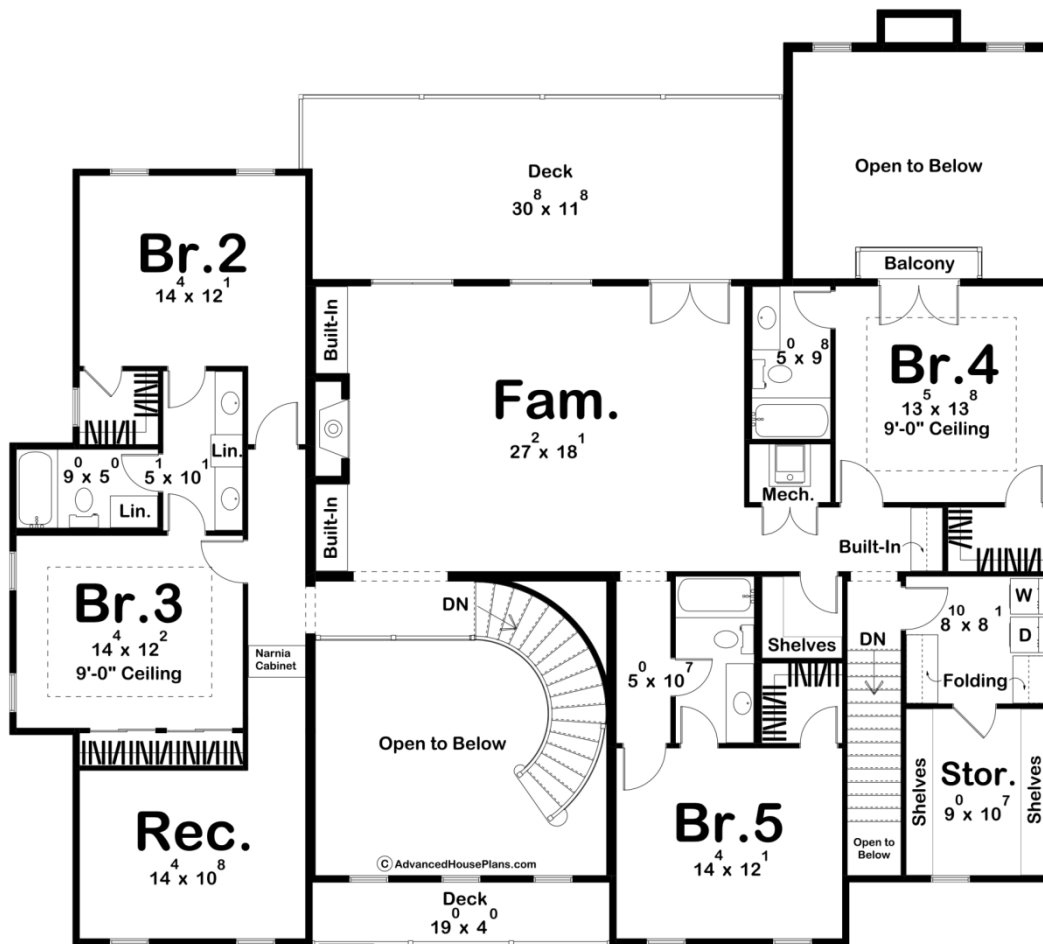 Deck
30⁸ x 11⁸
Open to Below
Balcony
Br.2
14⁴ x 12¹
Built-In
Fam.
27² x 18¹
5⁰ x 9⁸
Br.4
13⁵ x 13⁸
9'-0" Ceiling
Lin.
9⁰ x 5⁰
5¹ x 10¹
Lin.
Built-In
Mech.
Built-In
Br.3
14⁴ x 12²
9'-0" Ceiling
Narnia
Cabinet
DN
5⁰ x 10⁷
Shelves
DN
8¹⁰ x 8¹
W
D
Folding
Open to Below
Rec.
14⁴ x 10⁸
Br.5
14⁴ x 12¹
Open to
Below
Shelves
Stor.
9⁰ x 10⁷
Shelves
© AdvancedHousePlans.com
Deck
19⁰ x 4⁰